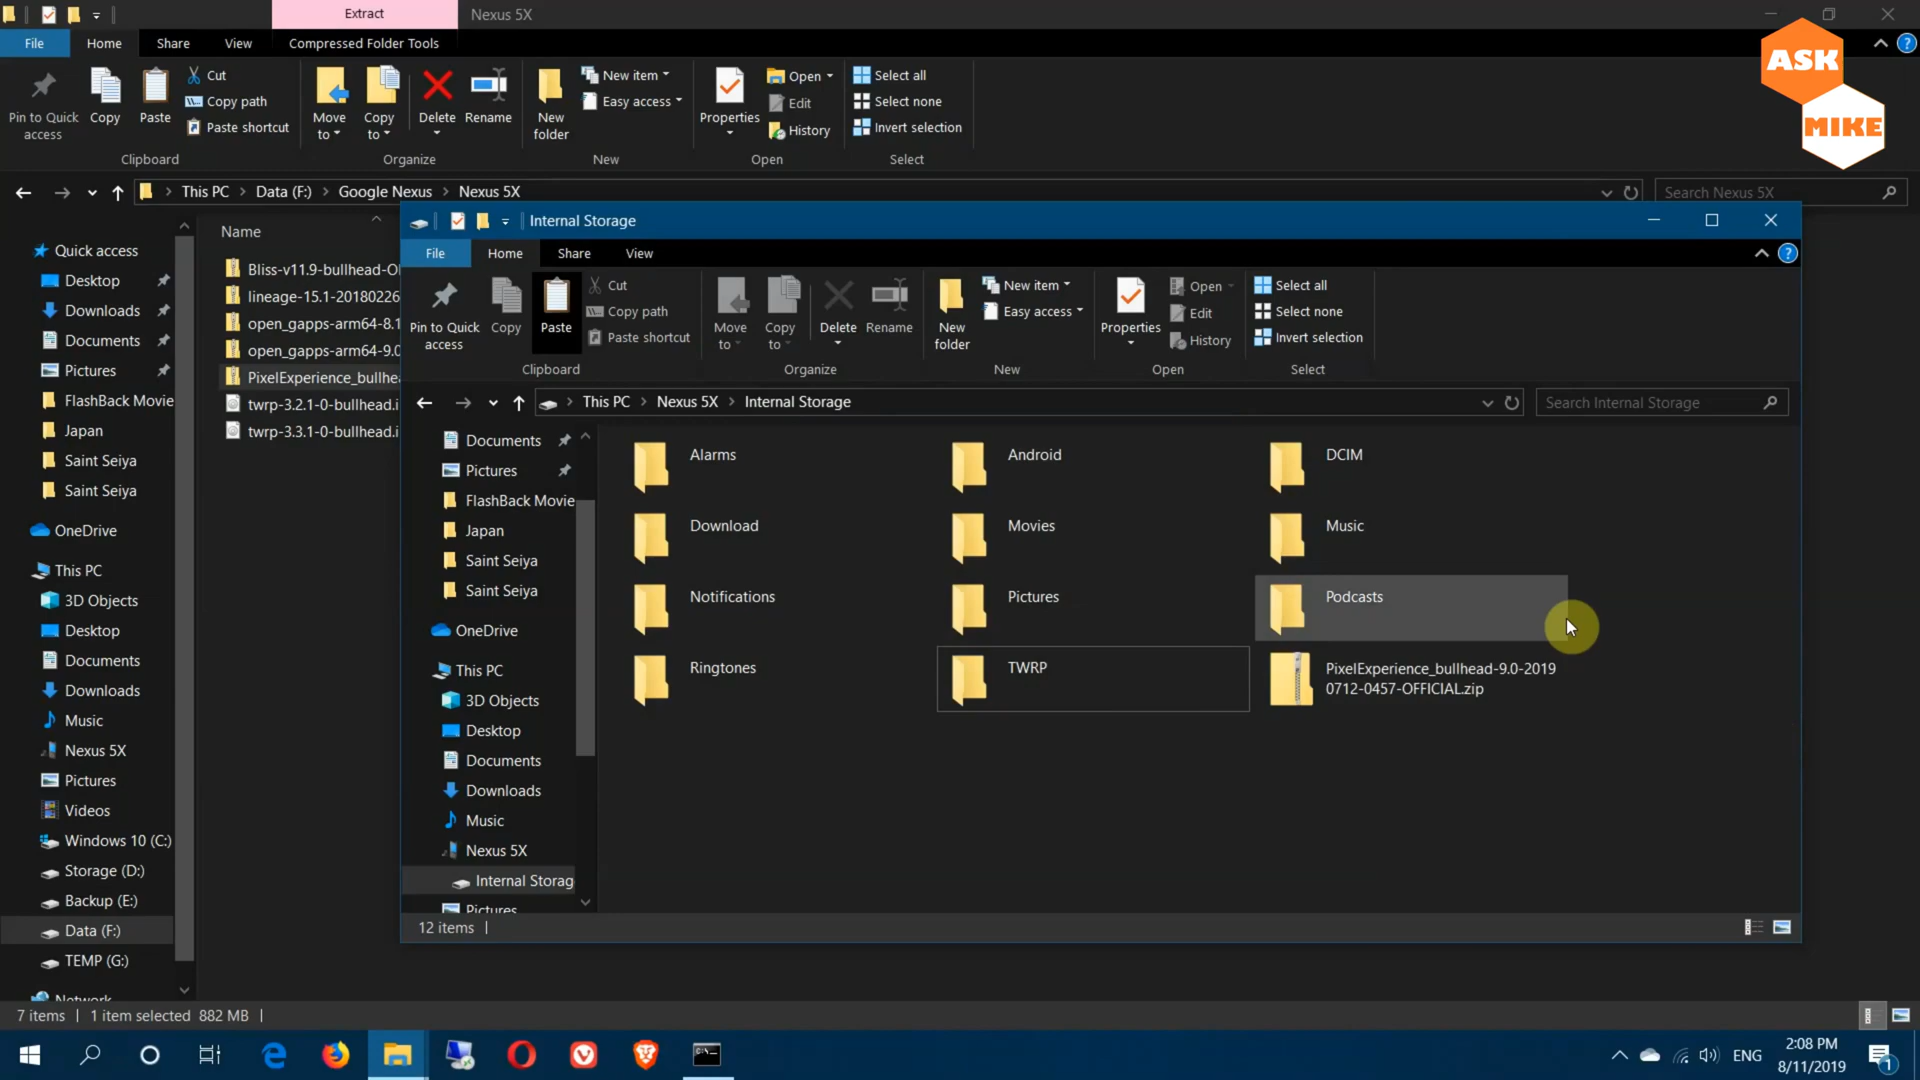 Extract
Nexus 5X
File
Home
Share
View
Compressed Folder Tools
Pin to Quick access
Copy
Paste
Cut
Copy path
Paste shortcut
Move to
Copy to
Delete
Rename
New folder
New item
Easy access
Properties
Open
Edit
History
Select all
Select none
Invert selection
Clipboard
Organize
New
Open
Select
ASK
MIKE
This PC
Data (F:)
Google Nexus
Nexus 5X
Search Nexus 5X
Name
Bliss-v11.9-bullhead-O
lineage-15.1-20180226
open_gapps-arm64-8.1
open_gapps-arm64-9.0
PixelExperience_bullhea
twrp-3.2.1-0-bullhead.i
twrp-3.3.1-0-bullhead.i
Quick access
Desktop
Downloads
Documents
Pictures
FlashBack Movie
Japan
Saint Seiya
Saint Seiya
OneDrive
This PC
3D Objects
Desktop
Documents
Downloads
Music
Nexus 5X
Pictures
Videos
Windows 10 (C:)
Storage (D:)
Backup (E:)
Data (F:)
TEMP (G:)
Network
7 items
1 item selected 882 MB
Internal Storage
File
Home
Share
View
Pin to Quick access
Copy
Paste
Cut
Copy path
Paste shortcut
Move to
Copy to
Delete
Rename
New folder
New item
Easy access
Properties
Open
Edit
History
Select all
Select none
Invert selection
Clipboard
Organize
New
Open
Select
This PC
Nexus 5X
Internal Storage
Search Internal Storage
Documents
Pictures
FlashBack Movie
Japan
Saint Seiya
Saint Seiya
OneDrive
This PC
3D Objects
Desktop
Documents
Downloads
Music
Nexus 5X
Internal Storag
Pictures
Alarms
Android
DCIM
Download
Movies
Music
Notifications
Pictures
Podcasts
Ringtones
TWRP
PixelExperience_bullhead-9.0-2019
0712-0457-OFFICIAL.zip
12 items
ENG
2:08 PM
8/11/2019
1